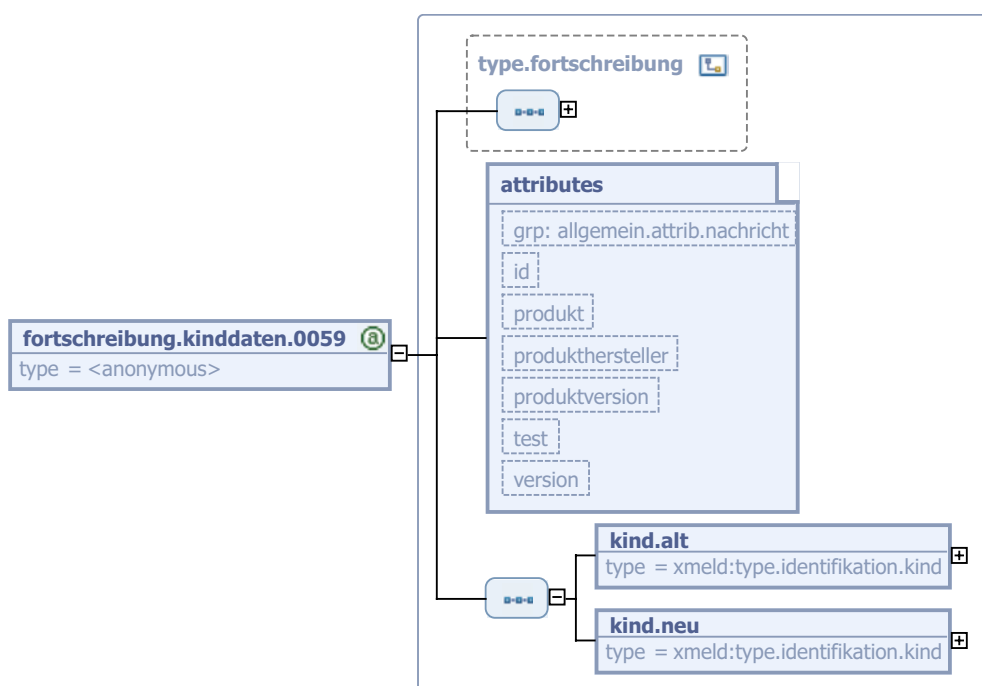 type.fortschreibung
attributes
grp: allgemein.attrib.nachricht
id
produkt
produkthersteller
produktversion
test
version
fortschreibung.kinddaten.0059 @
type = <anonymous>
kind.alt
type = xmeld:type.identifikation.kind
kind.neu
type = xmeld:type.identifikation.kind